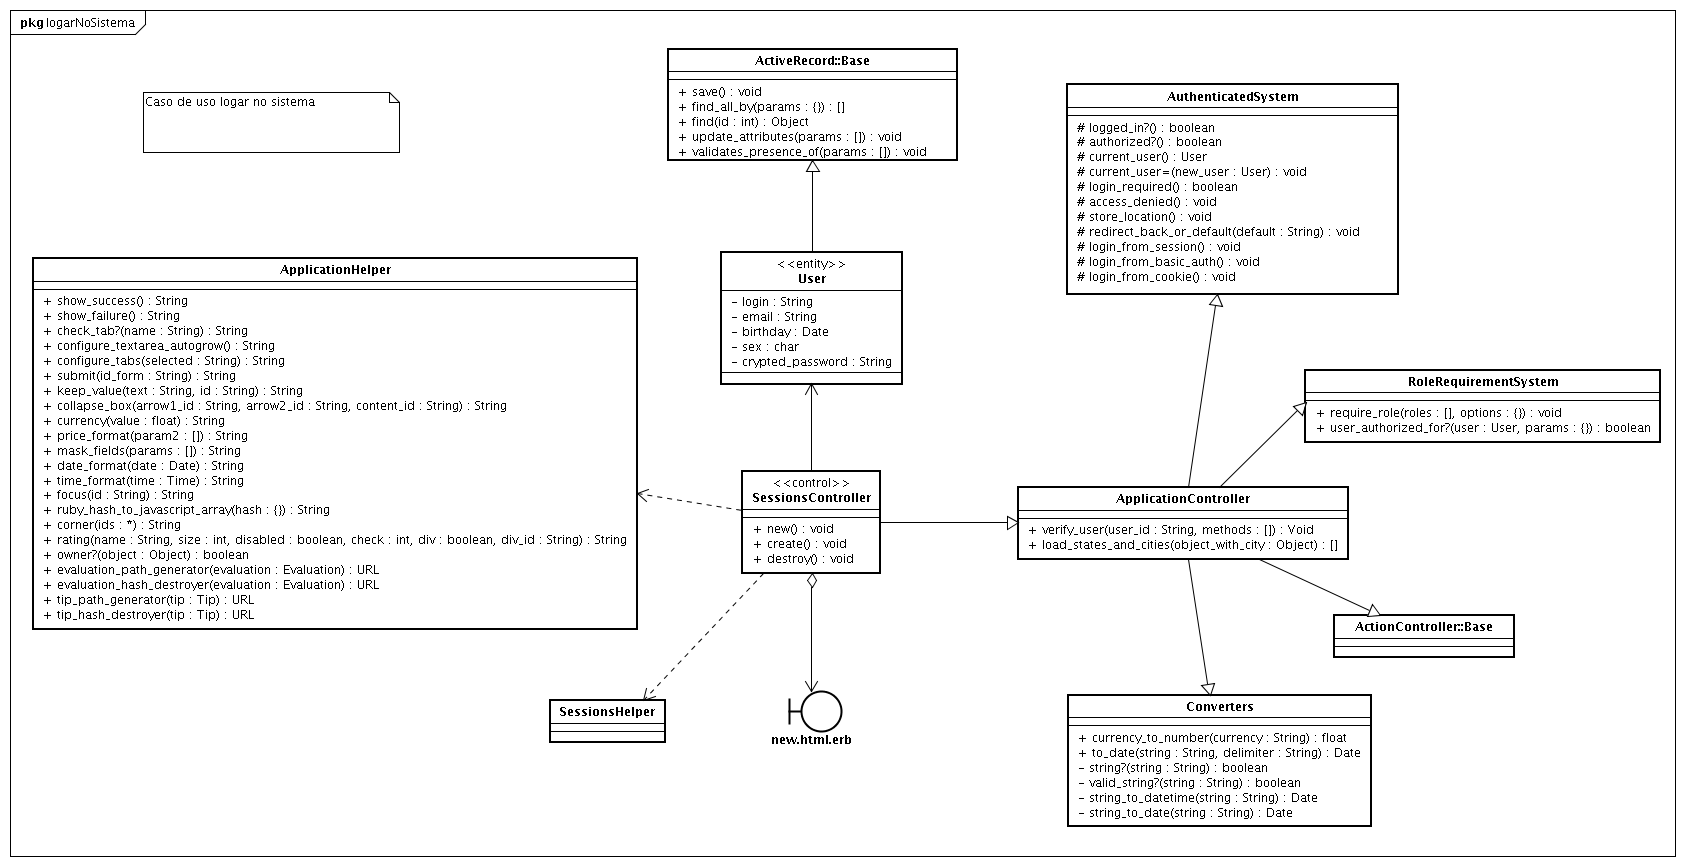 pkg logarNoSistema
Caso de uso logar no sistema
ActiveRecord::Base
+ save() : void
+ find_all_by(params : {}) : []
+ find(id : int) : Object
+ update_attributes(params : []) : void
+ validates_presence_of(params : []) : void
AuthenticatedSystem
# logged_in?() : boolean
# authorized?() : boolean
# current_user() : User
# current_user=(new_user : User) : void
# login_required() : boolean
# access_denied() : void
# store_location() : void
# redirect_back_or_default(default : String) : void
# login_from_session() : void
# login_from_basic_auth() : void
# login_from_cookie() : void
ApplicationHelper
+ show_success() : String
+ show_failure() : String
+ check_tab?(name : String) : String
+ configure_textarea_autogrow() : String
+ configure_tabs(selected : String) : String
+ submit(id_form : String) : String
+ keep_value(text : String, id : String) : String
+ collapse_box(arrow1_id : String, arrow2_id : String, content_id : String) : String
+ currency(value : float) : String
+ price_format(param2 : []) : String
+ mask_fields(params : []) : String
+ date_format(date : Date) : String
+ time_format(time : Time) : String
+ focus(id : String) : String
+ ruby_hash_to_javascript_array(hash : {}) : String
+ corner(ids : *) : String
+ rating(name : String, size : int, disabled : boolean, check : int, div : boolean, div_id : String) : String
+ owner?(object : Object) : boolean
+ evaluation_path_generator(evaluation : Evaluation) : URL
+ evaluation_hash_destroyer(evaluation : Evaluation) : URL
+ tip_path_generator(tip : Tip) : URL
+ tip_hash_destroyer(tip : Tip) : URL
<<entity>>
User
- login : String
- email : String
- birthday : Date
- sex : char
- crypted_password : String
RoleRequirementSystem
+ require_role(roles : [], options : {}) : void
+ user_authorized_for?(user : User, params : {}) : boolean
<<control>>
SessionsController
+ new() : void
+ create() : void
+ destroy() : void
ApplicationController
+ verify_user(user_id : String, methods : []) : Void
+ load_states_and_cities(object_with_city : Object) : []
ActionController::Base
SessionsHelper
new.html.erb
Converters
+ currency_to_number(currency : String) : float
+ to_date(string : String, delimiter : String) : Date
- string?(string : String) : boolean
- valid_string?(string : String) : boolean
- string_to_datetime(string : String) : Date
- string_to_date(string : String) : Date